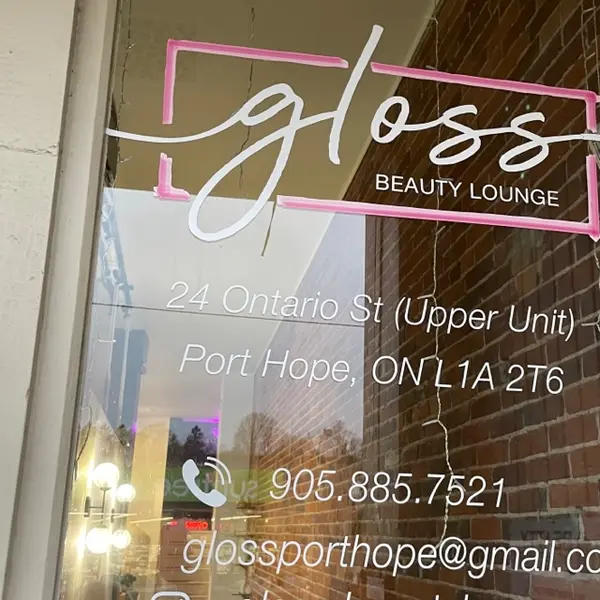 gloss
BEAUTY LOUNGE
24 Ontario St (Upper Unit)
Port Hope, ON L1A 2T6
905.885.7521
glossporthope@gmail.co